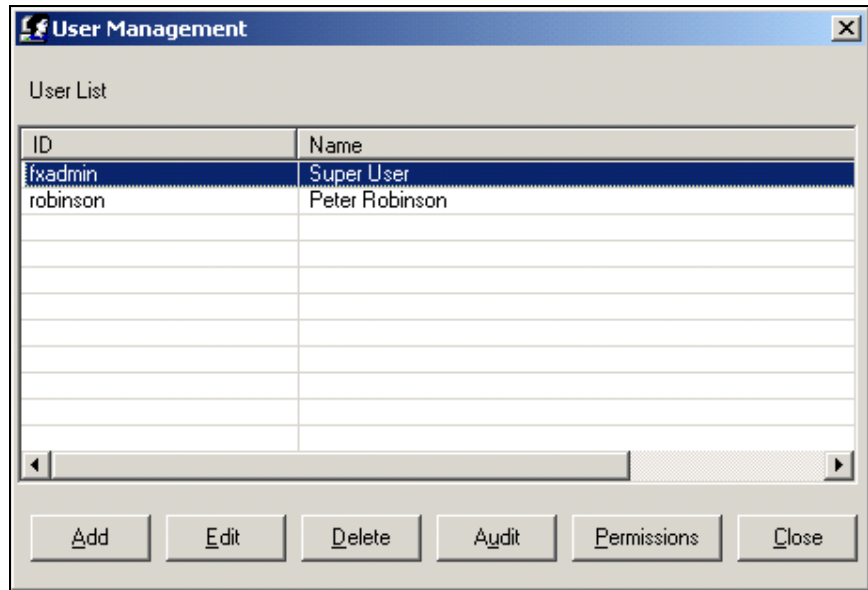 User Management
User List
ID Name
fxadmin Super User
robinson Peter Robinson
Add Edit Delete Audit Permissions Close